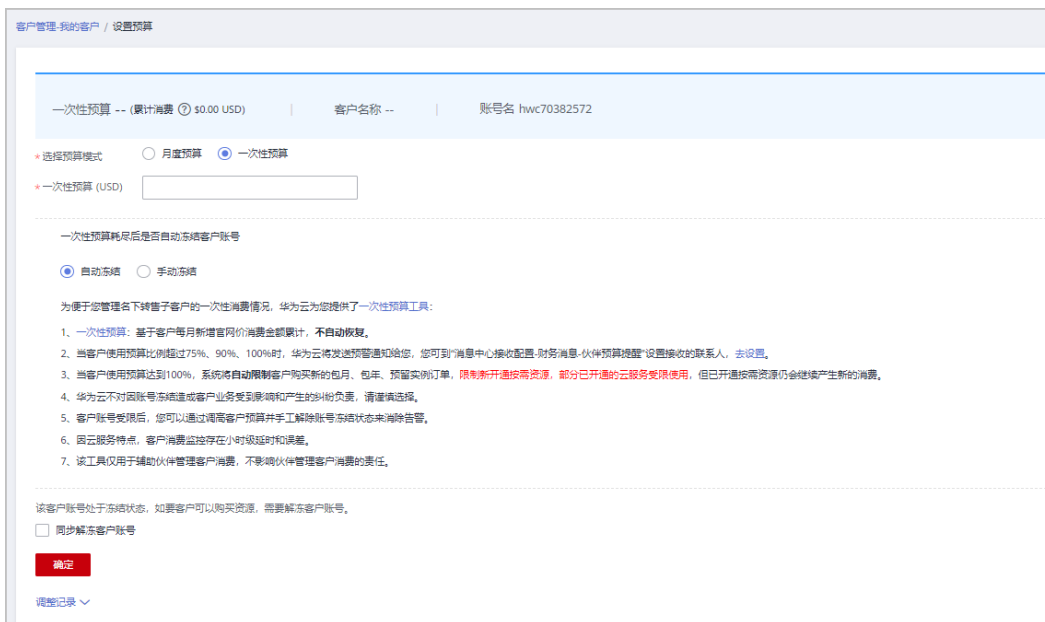 客户管理-我的客户 / 设置预算
一次性预算 -- (累计消费 ? $0.00 USD) | 客户名称 -- | 账号名 hwc70382572
* 选择预算模式 月度预算 一次性预算
* 一次性预算 (USD)
一次性预算耗尽后是否自动冻结客户账号
自动冻结 手动冻结
为便于您管理名下转售子客户的一次性消费情况，华为云为您提供了一次性预算工具：
1、一次性预算：基于客户每月新增官网价消费金额累计，不自动恢复。
2、当客户使用预算比例超过75%、90%、100%时，华为云将发送预警通知给您，您可到“消息中心接收配置-财务消息-伙伴预算提醒”设置接收的联系人，去设置。
3、当客户使用预算达到100%，系统将自动限制客户购买新的包月、包年、预留实例订单，限制新开通按需资源，部分已开通的云服务受限使用，但已开通按需资源仍会继续产生新的消费。
4、华为云不对因账号冻结造成客户业务受到影响和产生的纠纷负责，请谨慎选择。
5、客户账号受限后，您可以通过调高客户预算并手工解除账号冻结状态来消除告警。
6、因云服务特点，客户消费监控存在小时级延时和误差。
7、该工具仅用于辅助伙伴管理客户消费，不影响伙伴管理客户消费的责任。
该客户账号处于冻结状态，如要客户可以购买资源，需要解冻客户账号。
同步解冻客户账号
确定
调整记录